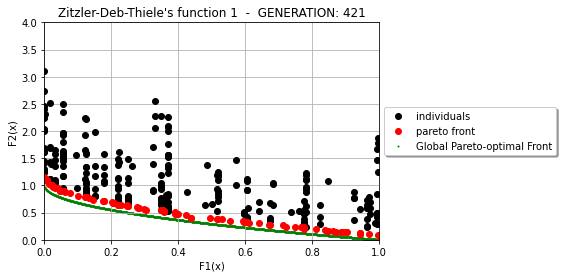 Zitzler-Deb-Thiele's function 1 - GENERATION: 421
4.0
3.5
3.0
2.5
2.0
1.5
1.0
0.5
0.0
F2(x)
0.0 0.2 0.4 0.6 0.8 1.0
F1(x)
individuals
pareto front
Global Pareto-optimal Front